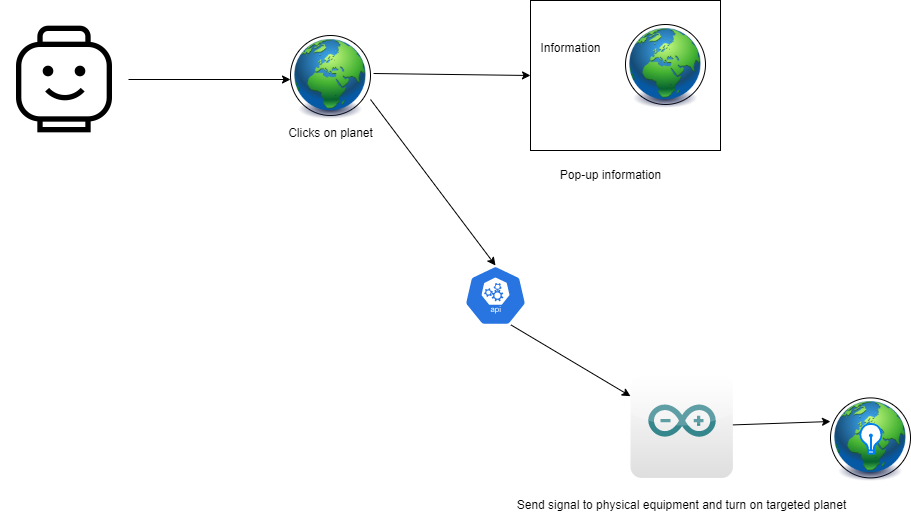 Information
Clicks on planet
Pop-up information
api
Send signal to physical equipment and turn on targeted planet